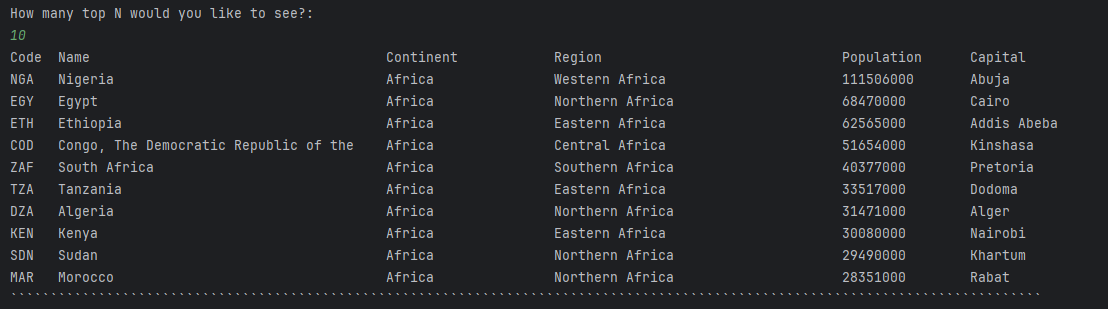 How many top N would you like to see?:
10
Code  Name                                     Continent            Region                              Population      Capital
NGA   Nigeria                                  Africa               Western Africa                      111506000       Abuja
EGY   Egypt                                    Africa               Northern Africa                     68470000        Cairo
ETH   Ethiopia                                 Africa               Eastern Africa                      62565000        Addis Abeba
COD   Congo, The Democratic Republic of the    Africa               Central Africa                      51654000        Kinshasa
ZAF   South Africa                             Africa               Southern Africa                     40377000        Pretoria
TZA   Tanzania                                 Africa               Eastern Africa                      33517000        Dodoma
DZA   Algeria                                  Africa               Northern Africa                     31471000        Alger
KEN   Kenya                                    Africa               Eastern Africa                      30080000        Nairobi
SDN   Sudan                                    Africa               Northern Africa                     29490000        Khartum
MAR   Morocco                                  Africa               Northern Africa                     28351000        Rabat
`````````````````````````````````````````````````````````````````````````````````````````````````````````````````````````````````